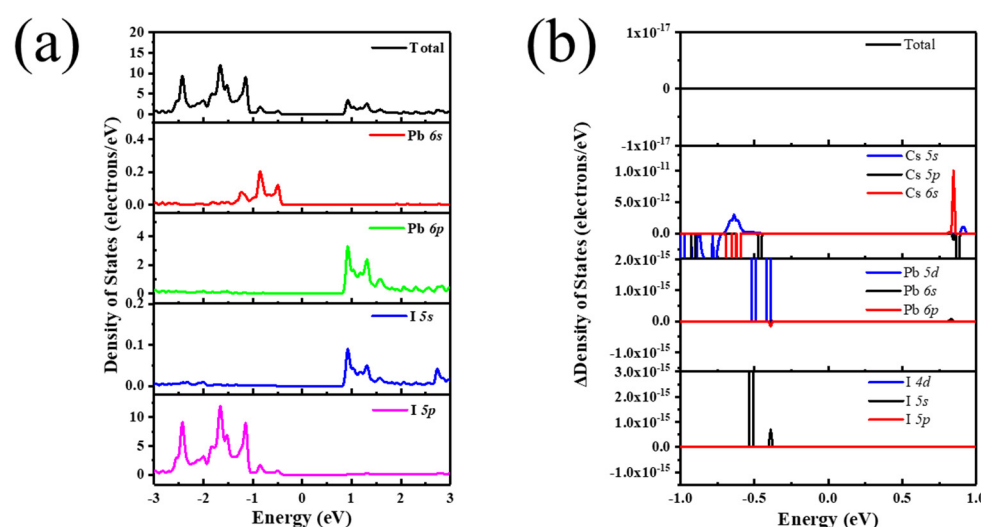 (a)
Density of States (electrons/eV)
20
15
10
5
0
Total
0.4
0.2
0.0
Pb 6s
4
2
0
Pb 6p
0.1
0.0
I 5s
10
5
0
I 5p
-3 -2 -1 0 1 2 3
Energy (eV)
(b)
ΔDensity of States (electrons/eV)
1x10⁻¹⁷
0
-1x10⁻¹⁷
Total
1.0x10⁻¹¹
5.0x10⁻¹²
0.0
Cs 5s
Cs 5p
Cs 6s
2.0x10⁻¹⁵
1.0x10⁻¹⁵
0.0
-1.0x10⁻¹⁵
Pb 5d
Pb 6s
Pb 6p
3.0x10⁻¹⁵
2.0x10⁻¹⁵
1.0x10⁻¹⁵
0.0
-1.0x10⁻¹⁵
I 4d
I 5s
I 5p
-1.0 -0.5 0.0 0.5 1.0
Energy (eV)